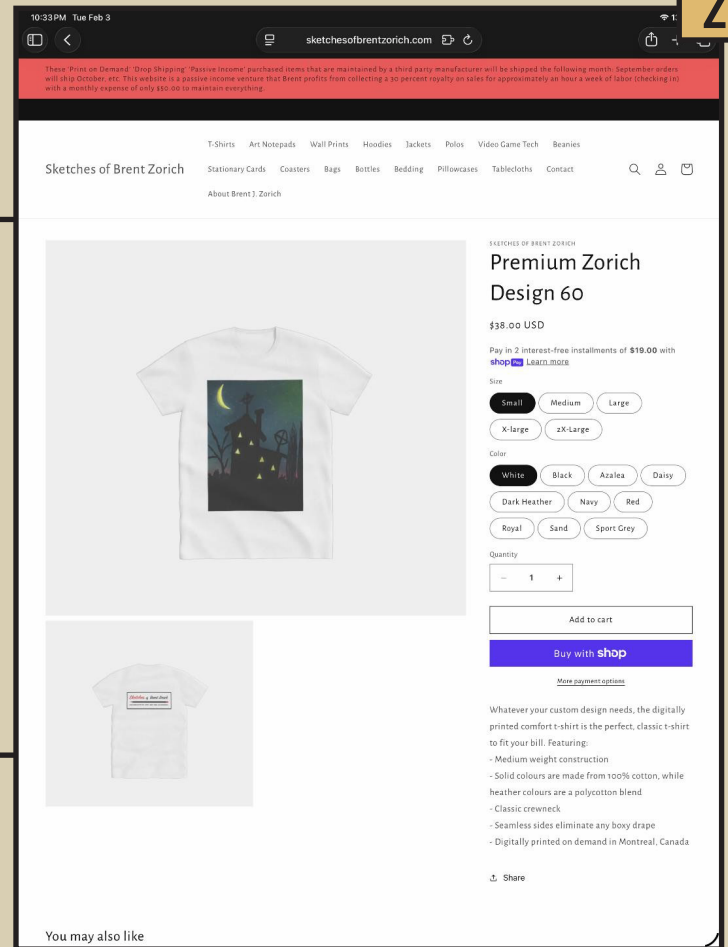 10:33 PM Tue Feb 3
sketchesofbrentzorich.com
These 'Print on Demand' 'Drop Shipping' 'Passive Income' purchased items that are maintained by a third party manufacturer will be shipped the following month: September orders
will ship October, etc. This website is a passive income venture that Brent profits from collecting a 30 percent royalty on sales for approximately an hour a week of labor (checking in)
with a monthly expense of only $50.00 to maintain everything.
T-Shirts Art Notepads Wall Prints Hoodies Jackets Polos Video Game Tech Beanies
Sketches of Brent Zorich
Stationary Cards Coasters Bags Bottles Bedding Pillowcases Tablecloths Contact
About Brent J. Zorich
SKETCHES OF BRENT ZORICH
Premium Zorich
Design 60
$38.00 USD
Pay in 2 interest-free installments of $19.00 with
shop Pay Learn more
Size
Small Medium Large
X-large 2X-Large
Color
White Black Azalea Daisy
Dark Heather Navy Red
Royal Sand Sport Grey
Quantity
− 1 +
Add to cart
Buy with shop
More payment options
Whatever your custom design needs, the digitally
printed comfort t-shirt is the perfect, classic t-shirt
to fit your bill. Featuring:
- Medium weight construction
- Solid colours are made from 100% cotton, while
heather colours are a polycotton blend
- Classic crewneck
- Seamless sides eliminate any boxy drape
- Digitally printed on demand in Montreal, Canada
Share
Sketches of Brent Zorich
You may also like